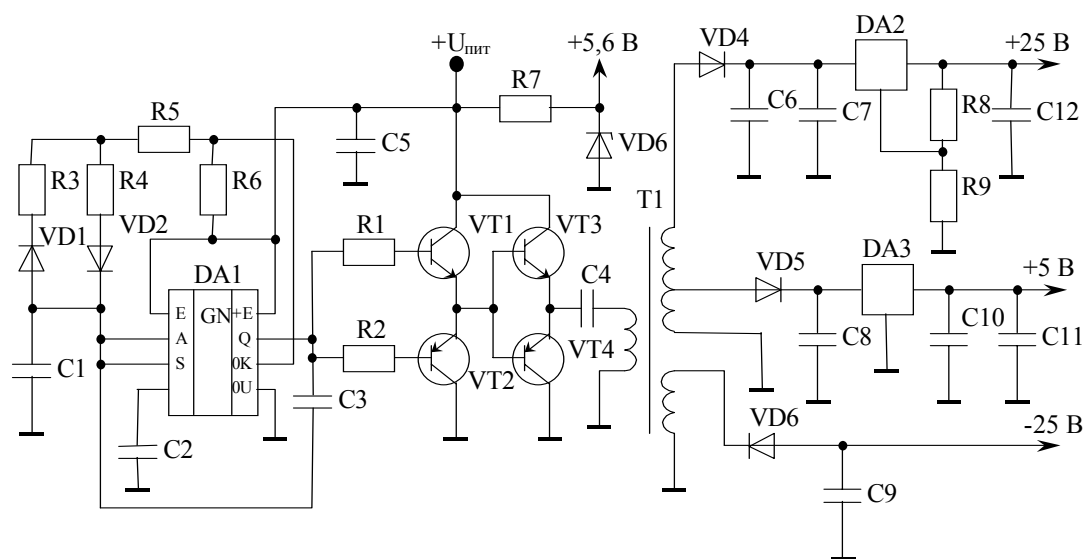 +Uпит
+5,6 В
VD4
DA2
+25 В
R5
R7
C6
C7
R8
C12
C5
VD6
R3
R4
R6
R9
T1
VD1
VD2
R1
VT1
VT3
DA1
C4
VD5
DA3
+5 В
E
GN
+E
A
Q
R2
C8
C10
C11
S
0K
VT4
C1
0U
VT2
C3
VD6
-25 В
C2
C9